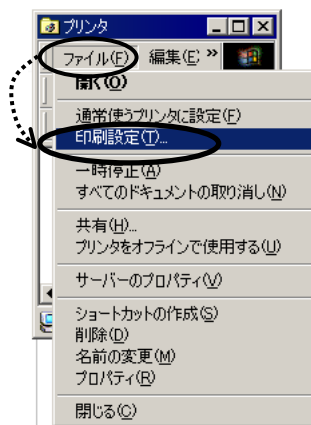 プリンタ
ファイル(F) 編集(E) »
開く(O)
通常使うプリンタに設定(F)
印刷設定(T)...
一時停止(A)
すべてのドキュメントの取り消し(N)
共有(H)...
プリンタをオフラインで使用する(U)
サーバーのプロパティ(V)
ショートカットの作成(S)
削除(D)
名前の変更(M)
プロパティ(R)
閉じる(C)